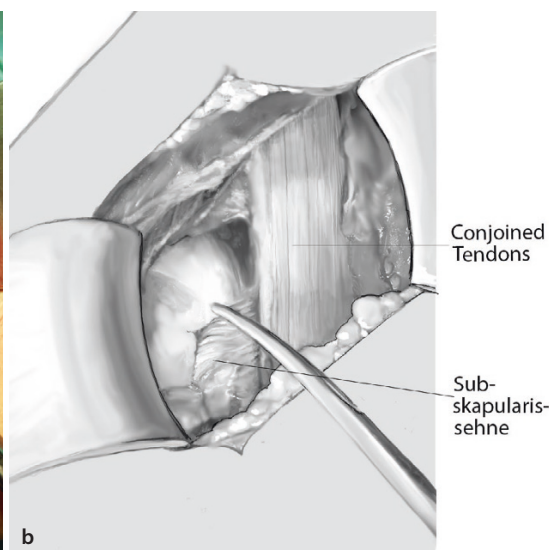 Conjoined
Tendons
Sub-
skapularis-
sehne
b